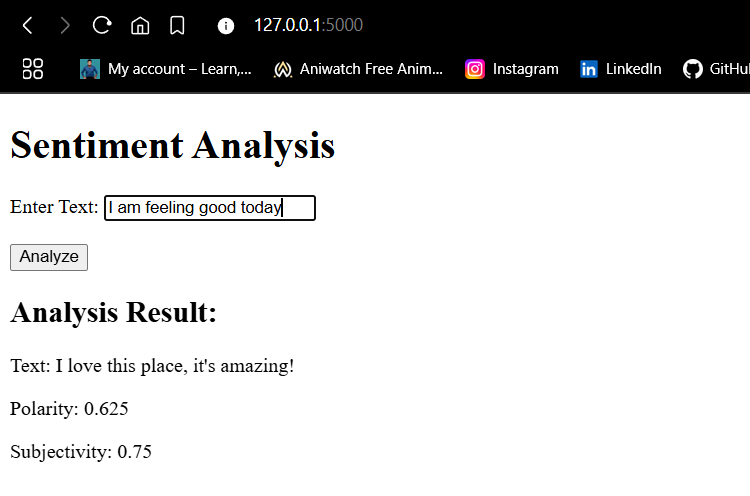 127.0.0.1:5000
My account – Learn,... Aniwatch Free Anim... Instagram LinkedIn GitHu
Sentiment Analysis
Enter Text: I am feeling good today
Analyze
Analysis Result:
Text: I love this place, it's amazing!
Polarity: 0.625
Subjectivity: 0.75